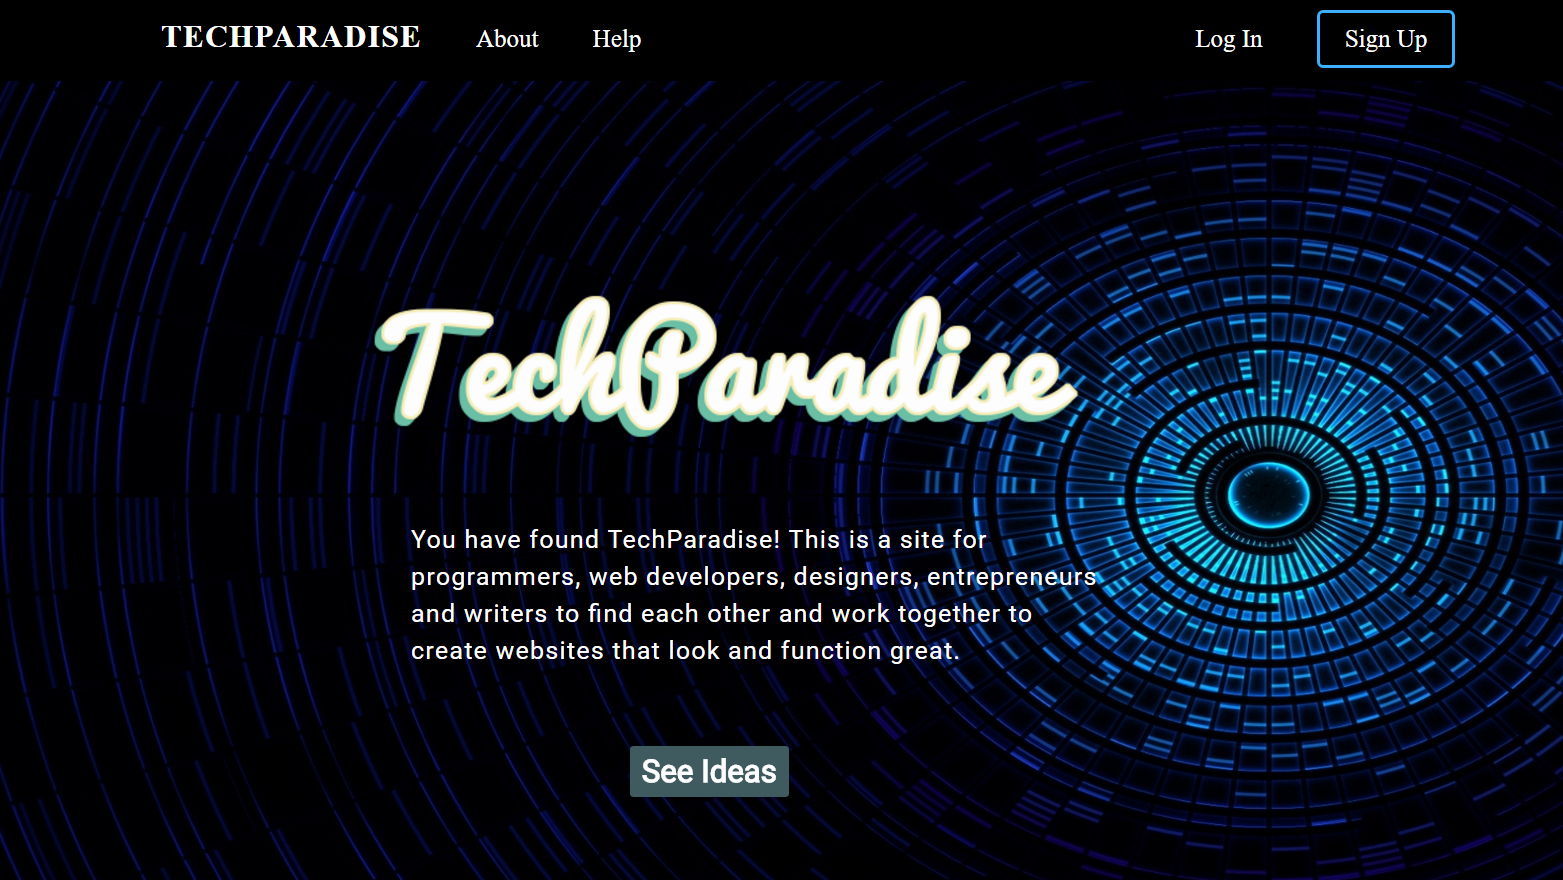 TECHPARADISE About Help Log In Sign Up
TechParadise
You have found TechParadise! This is a site for
programmers, web developers, designers, entrepreneurs
and writers to find each other and work together to
create websites that look and function great.
See Ideas